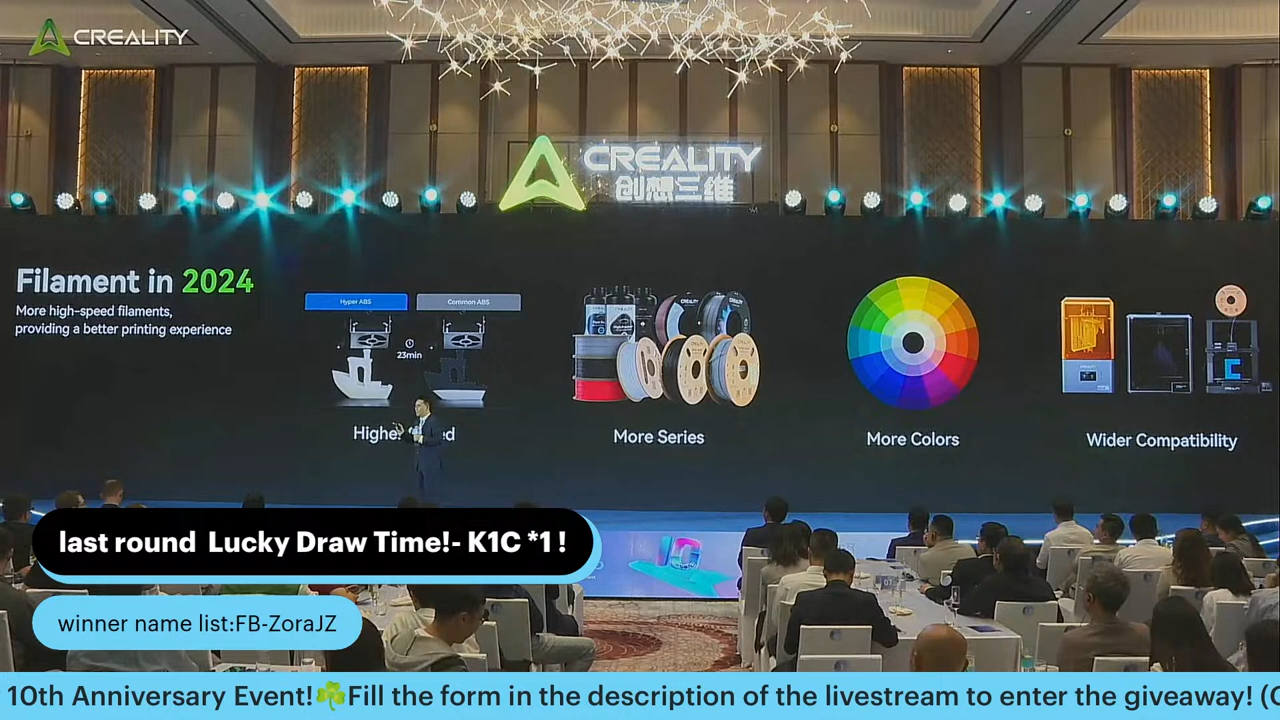 CREALITY
CREALITY
创想三维
Filament in 2024
More high-speed filaments,
providing a better printing experience
Hyper ABS
Common ABS
23min
More Series
More Colors
Wider Compatibility
last round Lucky Draw Time!- K1C *1 !
winner name list:FB-ZoraJZ
10th Anniversary Event!☘️Fill the form in the description of the livestream to enter the giveaway! (